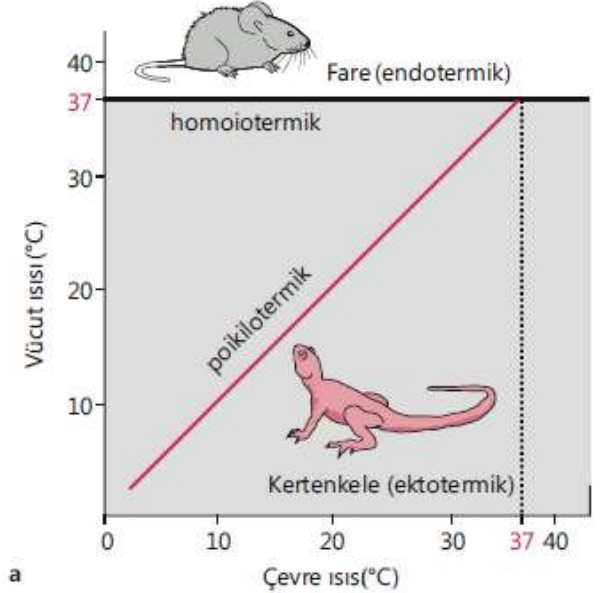 40
Fare (endotermik)
37
homoiotermik
30
Vücut ısısı (°C)
20
poikilotermik
10
Kertenkele (ektotermik)
0 10 20 30 37 40
a
Çevre ısıs(°C)